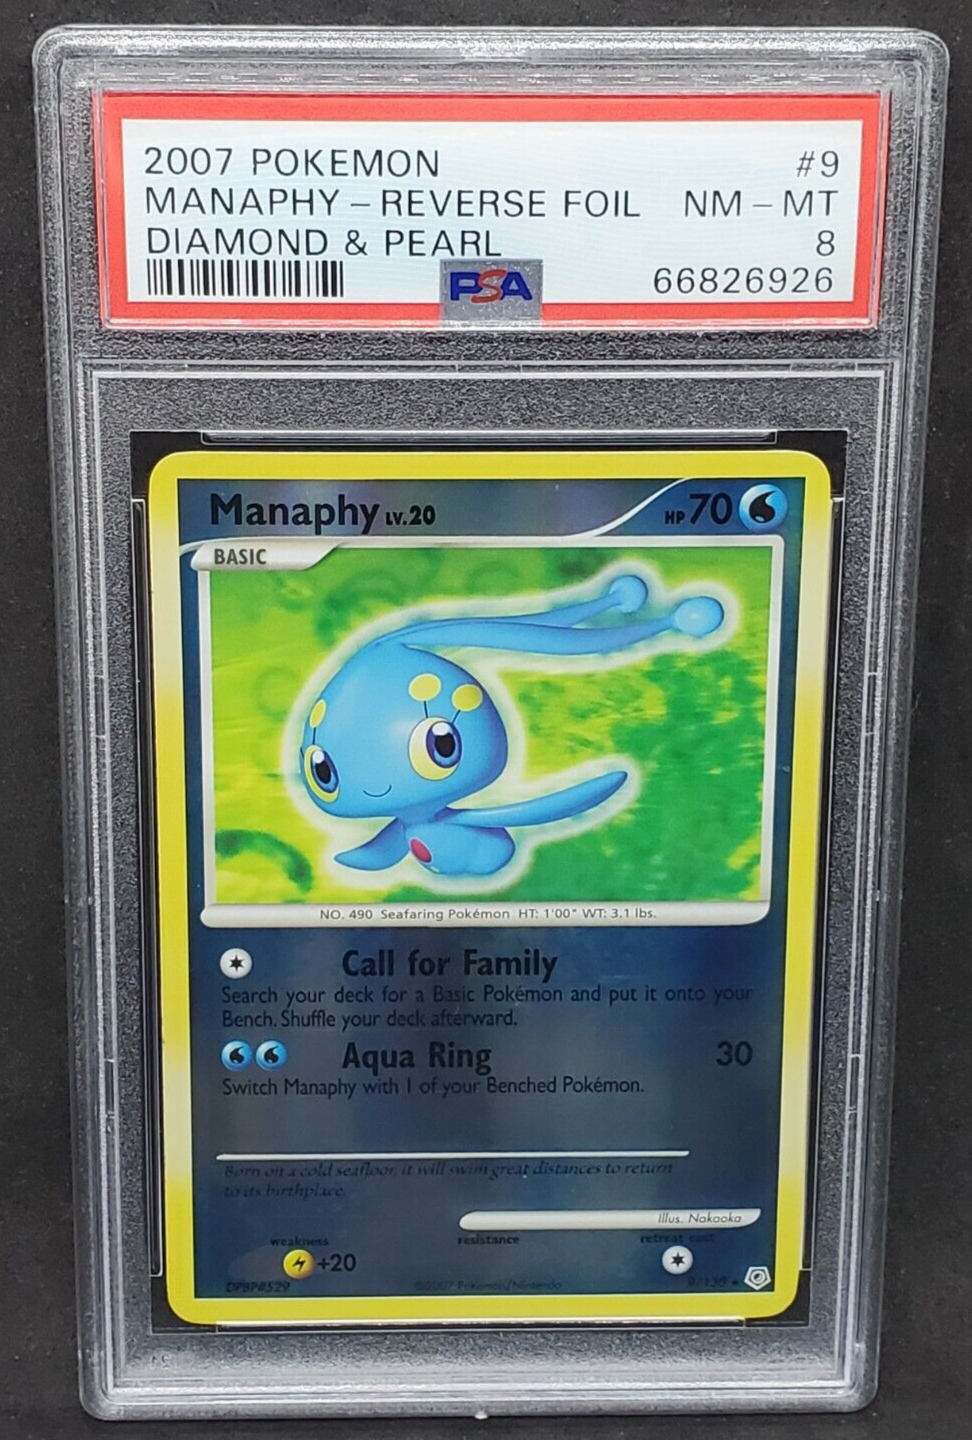 2007 POKEMON #9
MANAPHY – REVERSE FOIL NM – MT
DIAMOND & PEARL 8
PSA 66826926
Manaphy LV.20 HP 70
BASIC
NO. 490 Seafaring Pokémon HT: 1'00" WT: 3.1 lbs.
Call for Family
Search your deck for a Basic Pokémon and put it onto your
Bench. Shuffle your deck afterward.
Aqua Ring 30
Switch Manaphy with 1 of your Benched Pokémon.
Born on a cold seafloor, it will swim great distances to return
to its birthplace.
Illus. Nakaoka
weakness resistance retreat cost
+20
DPBP#529 ©2007 Pokémon/Nintendo 9/130 ★